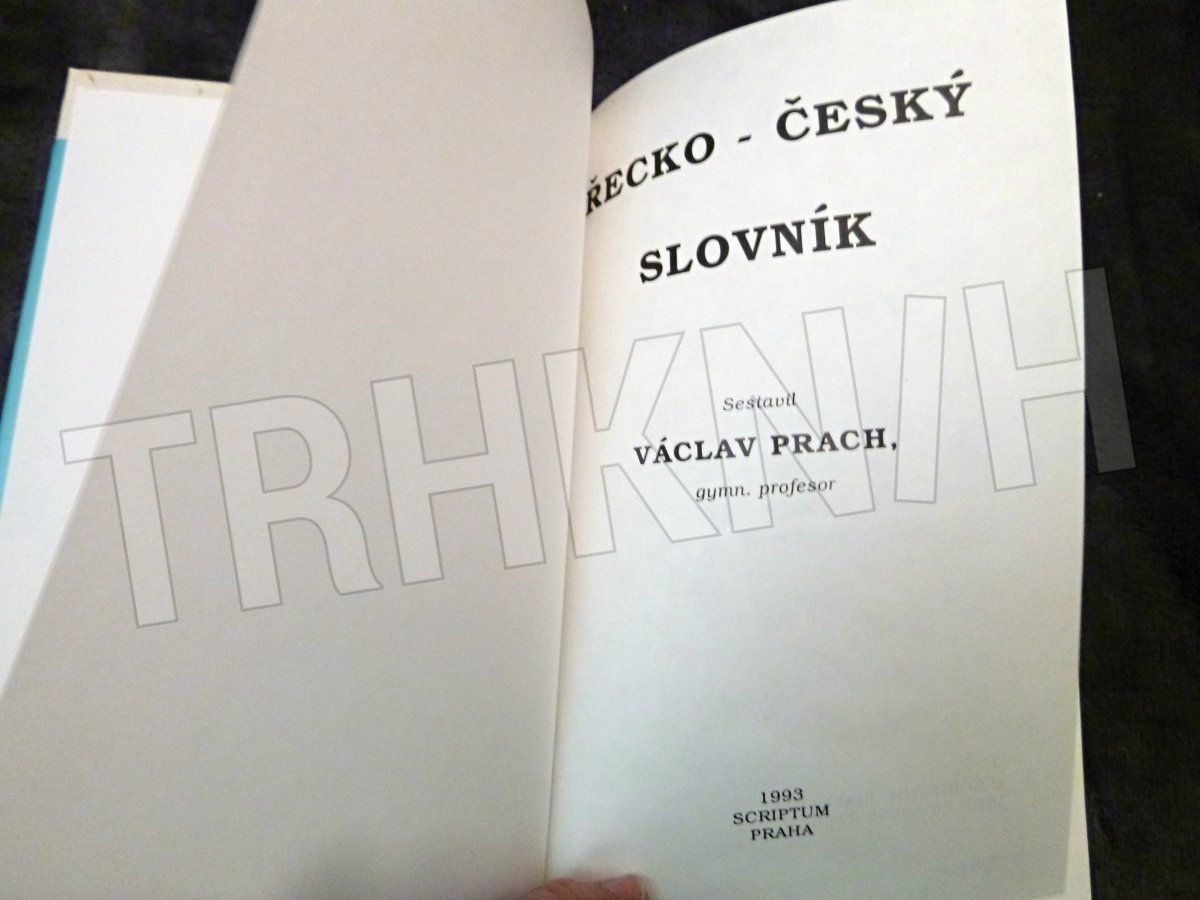 ŘECKO - ČESKÝ
SLOVNÍK
Sestavil
VÁCLAV PRACH,
gymn. profesor
1993
SCRIPTUM
PRAHA
TRHKNIH